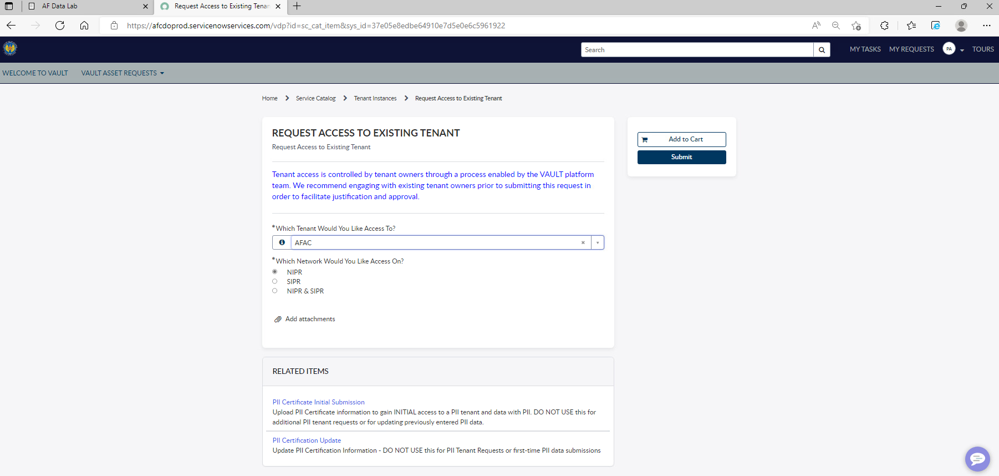 AF Data Lab
Request Access to Existing Tenan
https://afcdoprod.servicenowservices.com/vdp?id=sc_cat_item&sys_id=37e05e8edbe64910e7d5e0e6c5961922
Search
MY TASKS
MY REQUESTS
PA
TOURS
WELCOME TO VAULT
VAULT ASSET REQUESTS
Home
Service Catalog
Tenant Instances
Request Access to Existing Tenant
REQUEST ACCESS TO EXISTING TENANT
Request Access to Existing Tenant
Tenant access is controlled by tenant owners through a process enabled by the VAULT platform
team. We recommend engaging with existing tenant owners prior to submitting this request in
order to facilitate justification and approval.
*Which Tenant Would You Like Access To?
AFAC
*Which Network Would You Like Access On?
NIPR
SIPR
NIPR & SIPR
Add attachments
Add to Cart
Submit
RELATED ITEMS
PII Certificate Initial Submission
Upload PII Certificate information to gain INITIAL access to a PII tenant and data with PII. DO NOT USE this for
additional PII tenant requests or for updating previously entered PII data.
PII Certification Update
Update PII Certification Information - DO NOT USE this for PII Tenant Requests or first-time PII data submissions